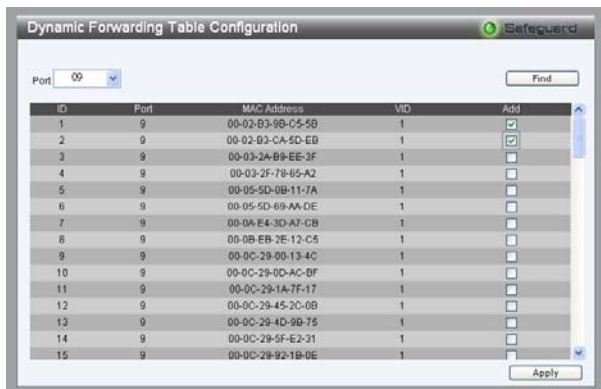 Dynamic Forwarding Table Configuration Safeguard
Port 09 Find
ID Port MAC Address VID Add
1 9 00-02-B3-9B-C5-5B 1
2 9 00-02-B3-CA-5D-EB 1
3 9 00-03-2A-B9-EE-3F 1
4 9 00-03-2F-78-65-A2 1
5 9 00-05-5D-0B-11-7A 1
6 9 00-05-5D-69-AA-DE 1
7 9 00-0A-E4-3D-A7-CB 1
8 9 00-0B-EB-2E-12-C5 1
9 9 00-0C-29-00-13-4C 1
10 9 00-0C-29-0D-AC-BF 1
11 9 00-0C-29-1A-7F-17 1
12 9 00-0C-29-45-2C-0B 1
13 9 00-0C-29-4D-9B-75 1
14 9 00-0C-29-5F-E2-31 1
15 9 00-0C-29-92-1B-0E 1
Apply